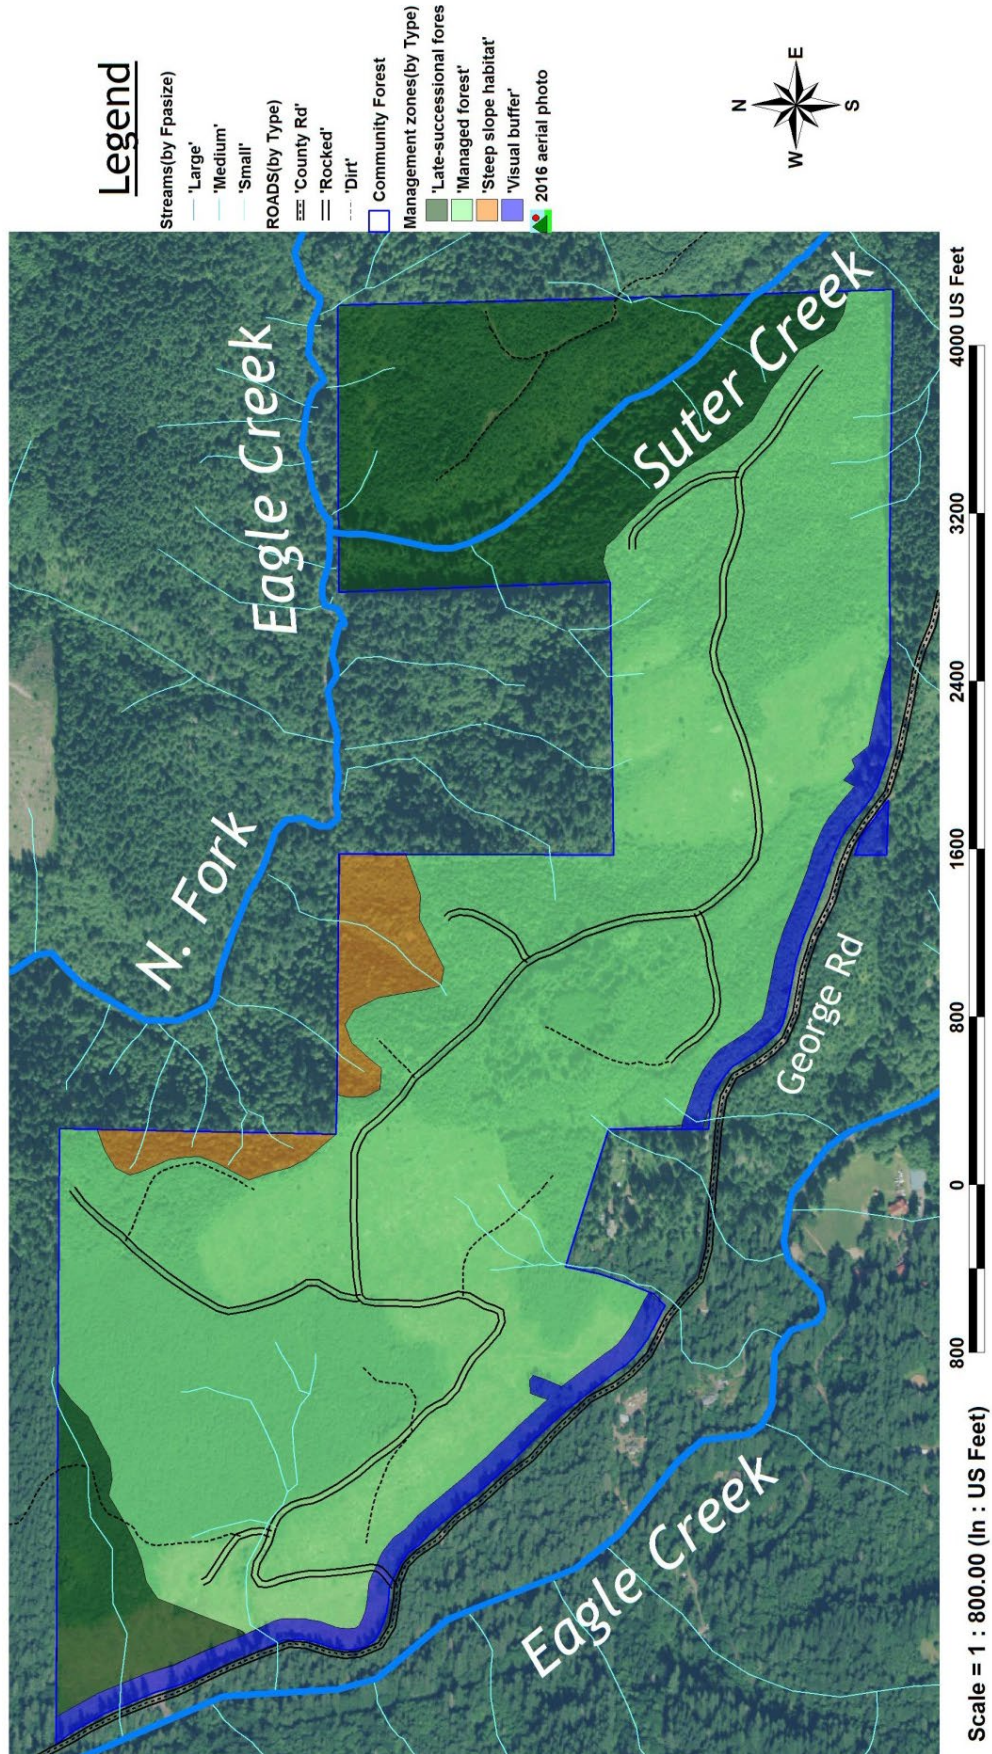 Legend
Streams(by Fpasize)
'Large'
'Medium'
'Small'
ROADS(by Type)
'County Rd'
'Rocked'
'Dirt'
Community Forest
Management zones(by Type)
'Late-successional fores
'Managed forest'
'Steep slope habitat'
'Visual buffer'
2016 aerial photo
N
E
S
W
N. Fork
Eagle Creek
Suter Creek
George Rd
Eagle Creek
Scale = 1 : 800.00 (In : US Feet)
800
0
800
1600
2400
3200
4000 US Feet